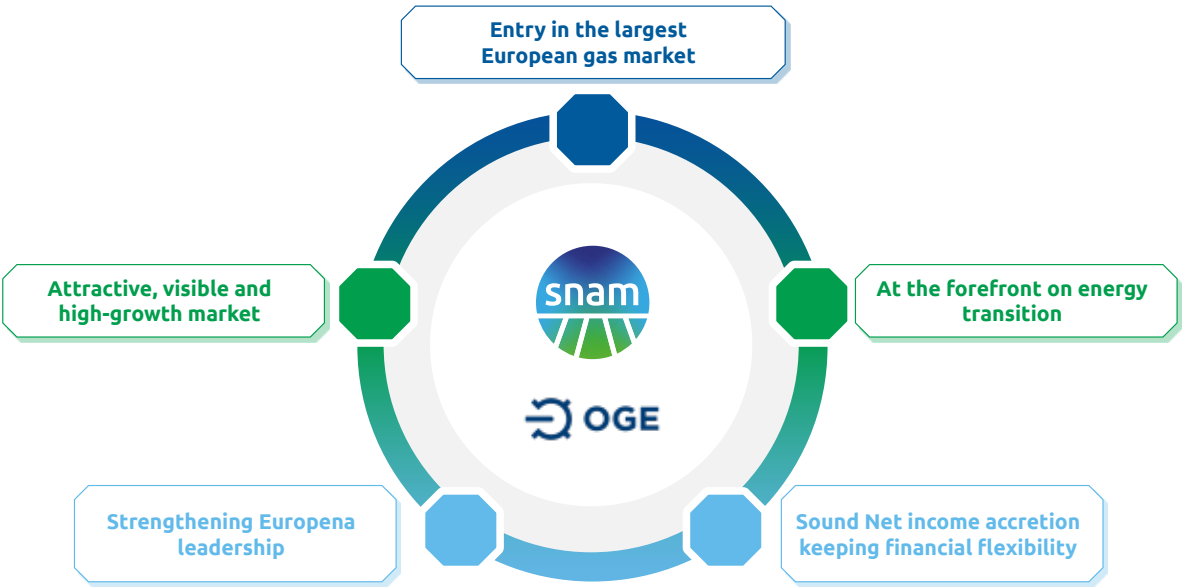 Entry in the largest
European gas market
Attractive, visible and
high-growth market
snam
At the forefront on energy
transition
OGE
Strengthening Europena
leadership
Sound Net income accretion
keeping financial flexibility